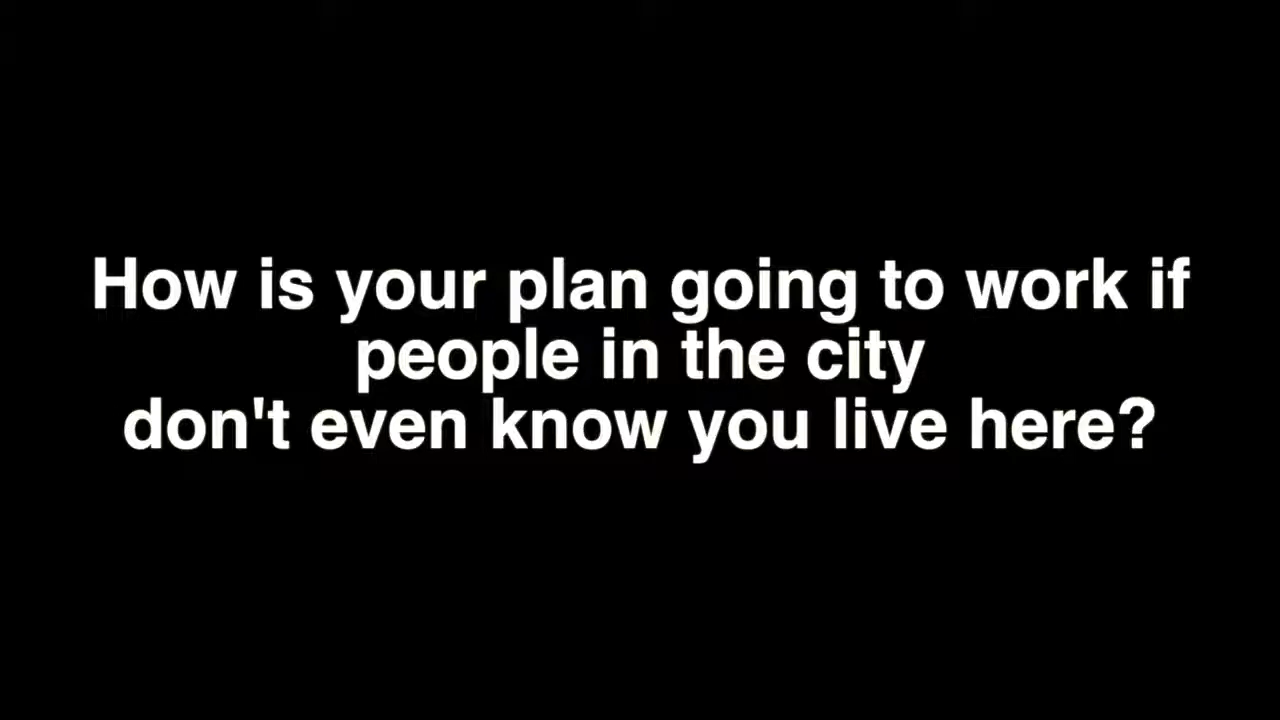 How is your plan going to work if
people in the city
don't even know you live here?